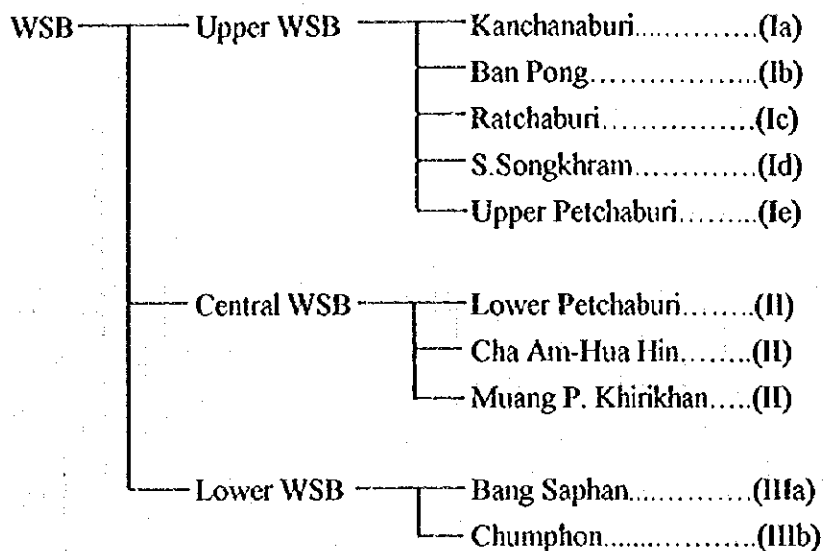 WSB Upper WSB Kanchanaburi.............(Ia)
Ban Pong..................(Ib)
Ratchaburi.................(Ic)
S.Songkhram.............(Id)
Upper Petchaburi........(Ie)
Central WSB Lower Petchaburi........(II)
Cha Am-Hua Hin........(II)
Muang P. Khirikhan.....(II)
Lower WSB Bang Saphan............(IIIa)
Chumphon................(IIIb)